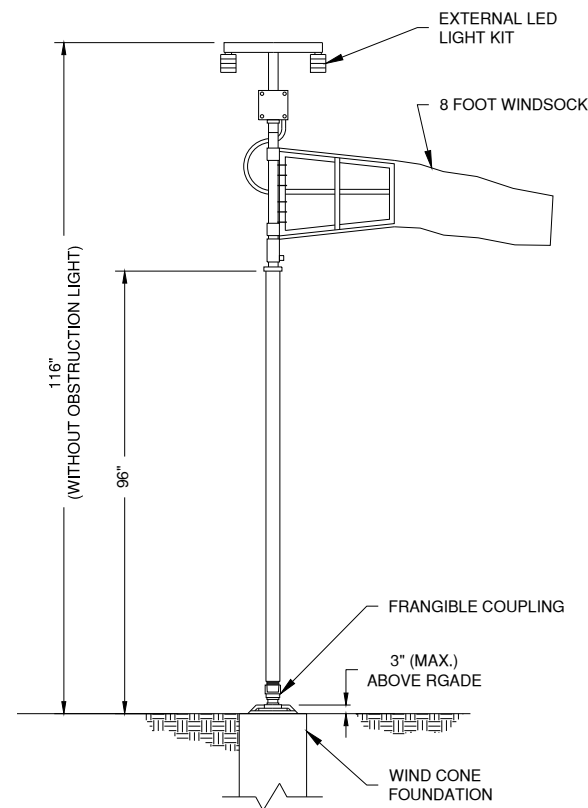 EXTERNAL LED
LIGHT KIT
8 FOOT WINDSOCK
116"
(WITHOUT OBSTRUCTION LIGHT)
96"
FRANGIBLE COUPLING
3" (MAX.)
ABOVE RGADE
WIND CONE
FOUNDATION